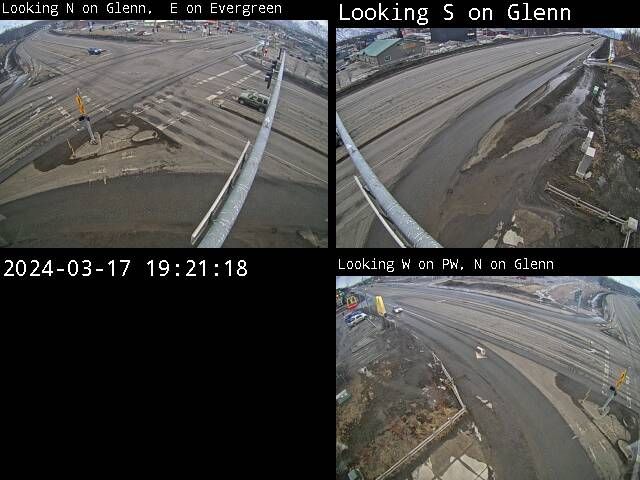 Looking N on Glenn,  E on Evergreen
Looking S on Glenn
2024-03-17 19:21:18
Looking W on PW, N on Glenn